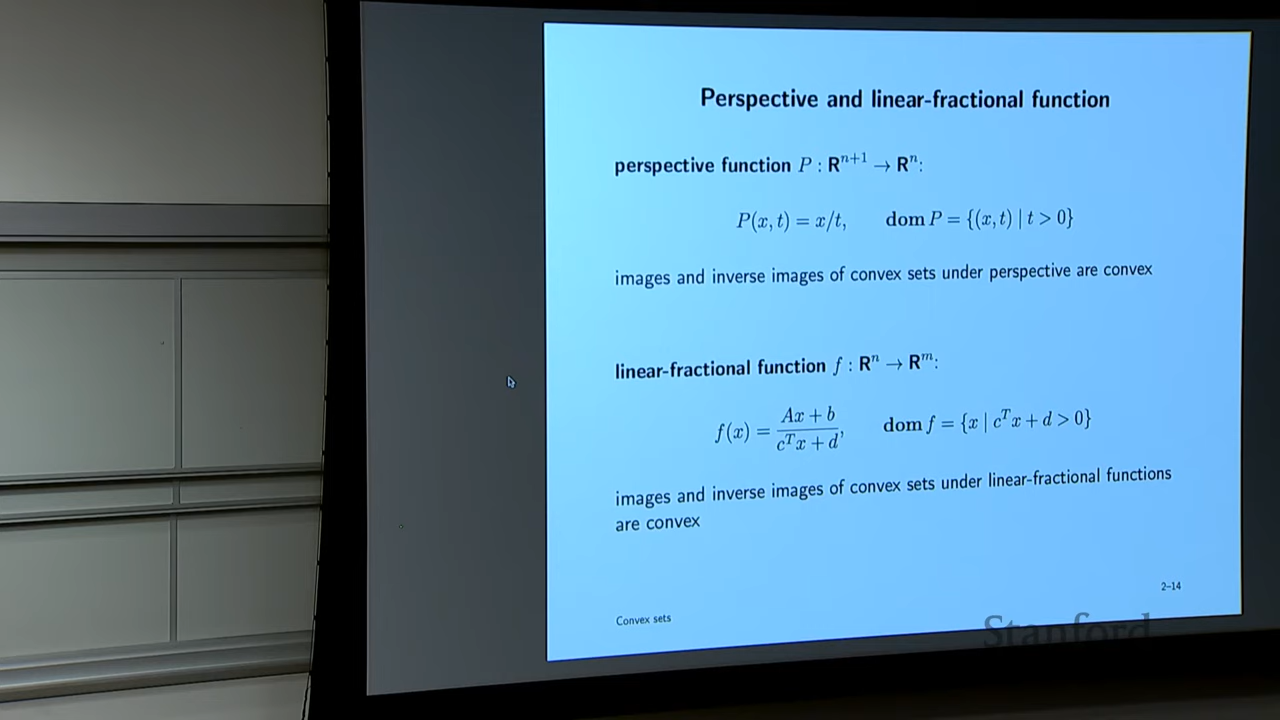 Perspective and linear-fractional function
perspective function P : R^{n+1} → R^n:
P(x, t) = x/t, dom P = {(x, t) | t > 0}
images and inverse images of convex sets under perspective are convex
linear-fractional function f : R^n → R^m:
f(x) = \frac{Ax + b}{c^T x + d}, dom f = {x | c^T x + d > 0}
images and inverse images of convex sets under linear-fractional functions
are convex
2–14
Convex sets
Stanford